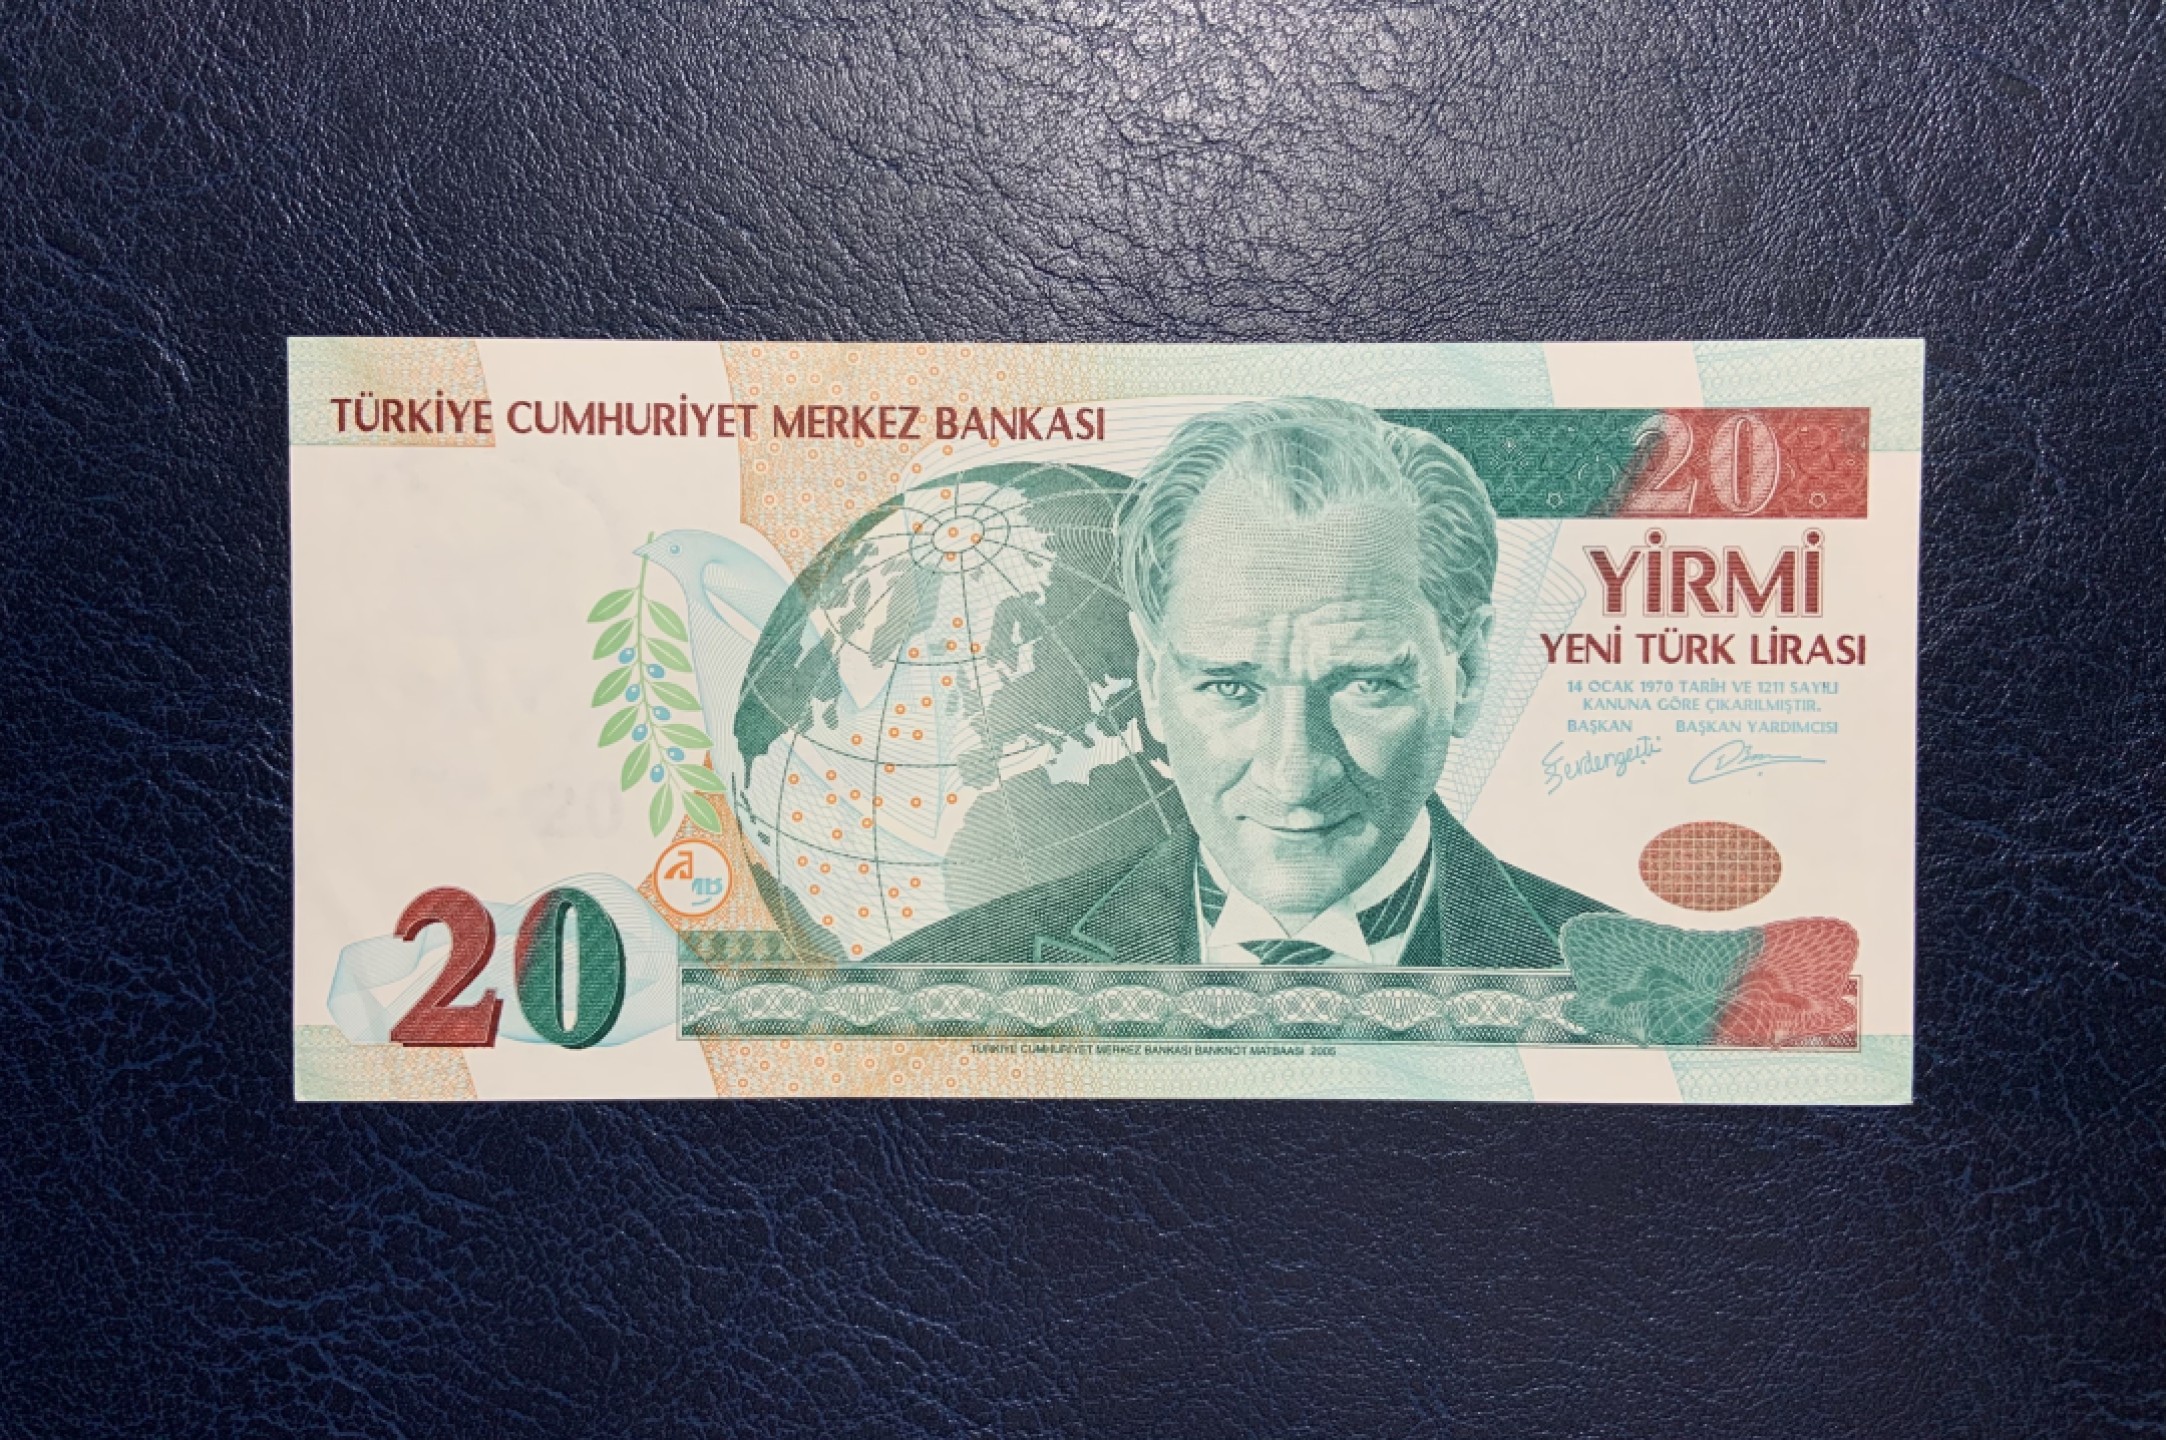 TÜRKİYE CUMHURİYET MERKEZ BANKASI
20
YİRMİ
YENİ TÜRK LİRASI
14 OCAK 1970 TARİH VE 1211 SAYILI
KANUNA GÖRE ÇIKARILMIŞTIR.
BAŞKAN BAŞKAN YARDIMCISI
Serdengeçti
20
TÜRKİYE CUMHURİYET MERKEZ BANKASI BANKNOT MATBAASI 2005